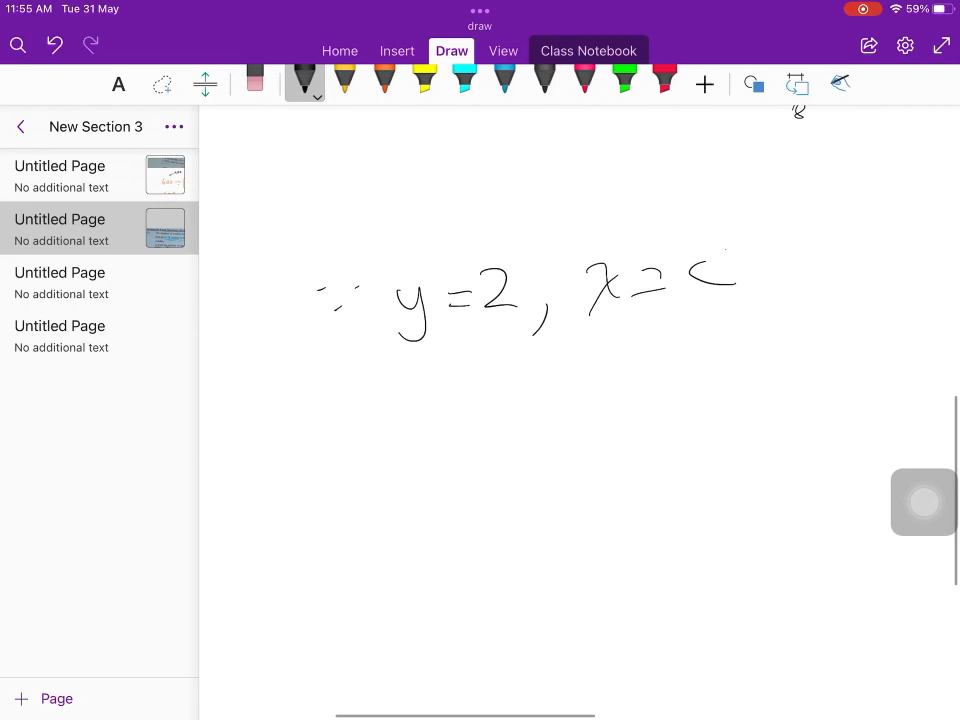 11:55 AM Tue 31 May
59%
draw
Home Insert Draw View Class Notebook
A
New Section 3
8
Untitled Page
No additional text
Untitled Page
No additional text
Untitled Page
No additional text
Untitled Page
No additional text
∵ y=2, x=
+ Page